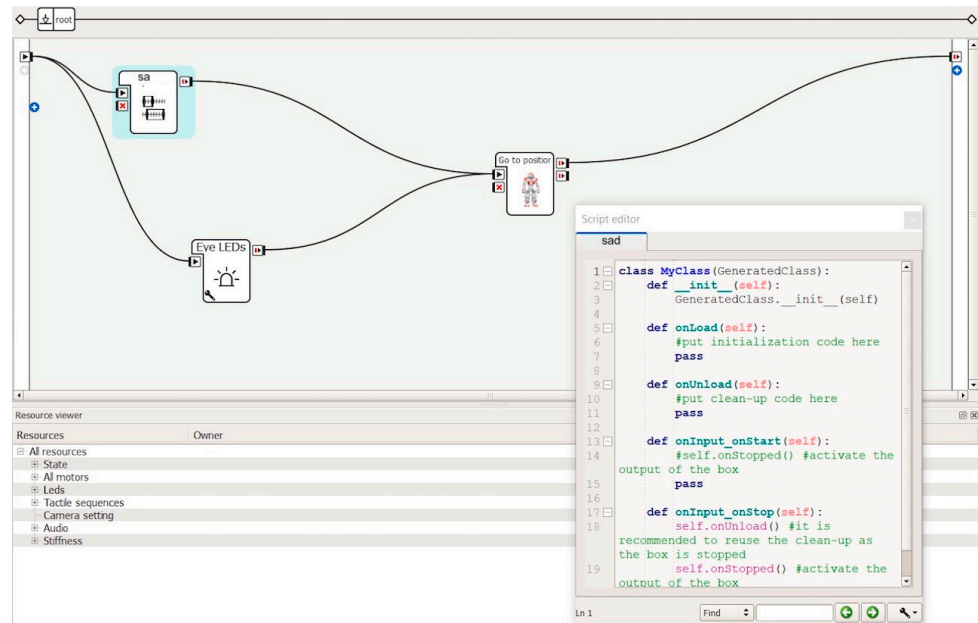 root
sa
Go to positior
Eye LEDs
Script editor
sad
1 class MyClass(GeneratedClass):
2 def __init__(self):
3 GeneratedClass.__init__(self)
4
5 def onLoad(self):
6 #put initialization code here
7 pass
8
9 def onUnload(self):
10 #put clean-up code here
11 pass
12
13 def onInput_onStart(self):
14 #self.onStopped() #activate the
output of the box
15 pass
16
17 def onInput_onStop(self):
18 self.onUnload() #it is
recommended to reuse the clean-up as
the box is stopped
19 self.onStopped() #activate the
output of the box
Ln 1 Find
Resource viewer
Resources Owner
All resources
State
All motors
Leds
Tactile sequences
Camera setting
Audio
Stiffness